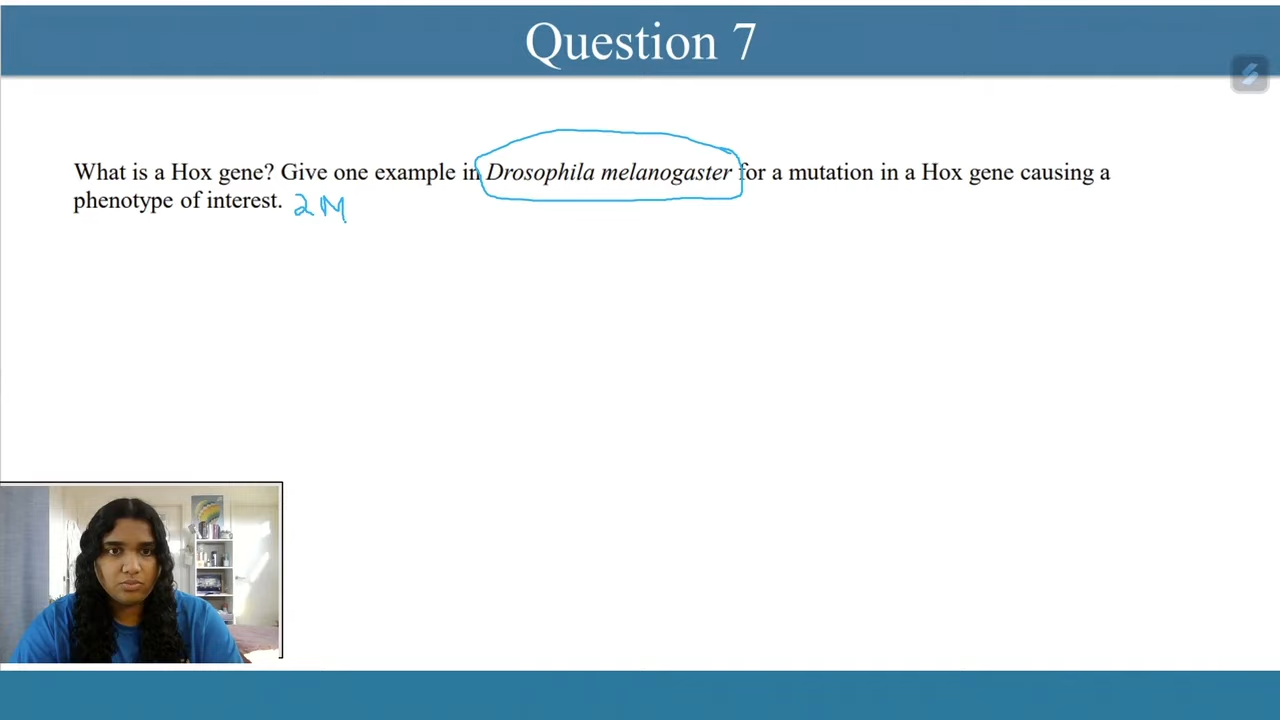 Question 7
What is a Hox gene? Give one example in Drosophila melanogaster for a mutation in a Hox gene causing a
phenotype of interest. 2M